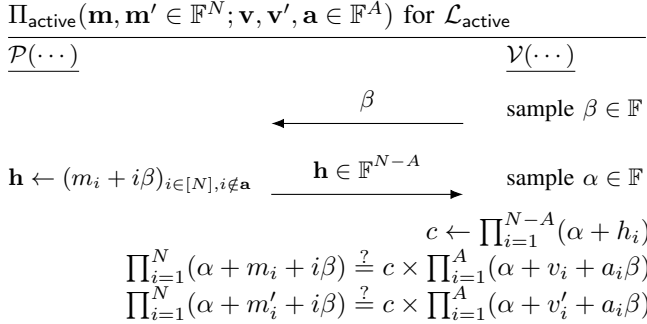 Π_active(𝐦, 𝐦′ ∈ 𝔽^N; 𝐯, 𝐯′, 𝐚 ∈ 𝔽^A) for ℒ_active
𝒫(⋯) 𝒱(⋯)
β sample β ∈ 𝔽
𝐡 ← (m_i + iβ)_{i∈[N],i∉𝐚} 𝐡 ∈ 𝔽^{N−A} sample α ∈ 𝔽
c ← ∏_{i=1}^{N−A}(α + h_i)
∏_{i=1}^{N}(α + m_i + iβ) ≟ c × ∏_{i=1}^{A}(α + v_i + a_iβ)
∏_{i=1}^{N}(α + m′_i + iβ) ≟ c × ∏_{i=1}^{A}(α + v′_i + a_iβ)